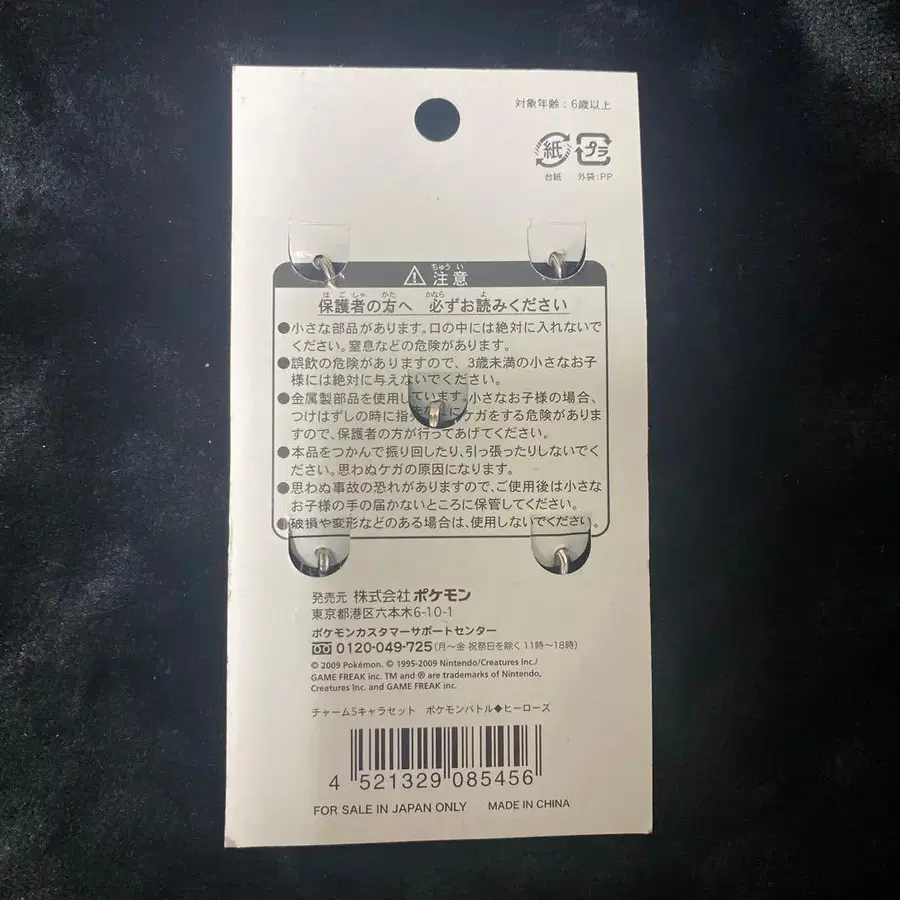 対象年齢：6歳以上
紙 プラ
台紙 外袋:PP
注意
保護者の方へ 必ずお読みください
●小さな部品があります。口の中には絶対に入れないで
ください。窒息などの危険があります。
●誤飲の危険がありますので、3歳未満の小さなお子
様には絶対に与えないでください。
●金属製部品を使用しています。小さなお子様の場合、
つけはずしの時に指先 にケガをする危険がありま
すので、保護者の方が行ってあげてください。
●本品をつかんで振り回したり、引っ張ったりしないでく
ださい。思わぬケガの原因になります。
●思わぬ事故の恐れがありますので、ご使用後は小さな
お子様の手の届かないところに保管してください。
●破損や変形などのある場合は、使用しないでください。
発売元 株式会社 ポケモン
東京都港区六本木6-10-1
ポケモンカスタマーサポートセンター
0120-049-725(月～金 祝祭日を除く 11時～18時)
© 2009 Pokémon. © 1995-2009 Nintendo/Creatures Inc./
GAME FREAK inc. TM and ® are trademarks of Nintendo,
Creatures Inc. and GAME FREAK inc.
チャーム5キャラセット ポケモンバトル◆ヒーローズ
4 521329 085456
FOR SALE IN JAPAN ONLY MADE IN CHINA